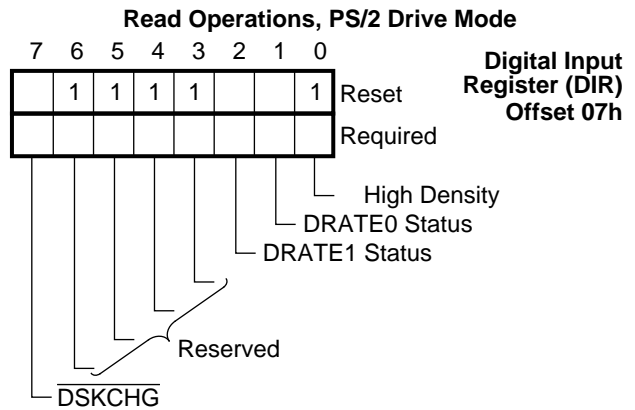 Read Operations, PS/2 Drive Mode
7 6 5 4 3 2 1 0
Digital Input
Register (DIR)
Offset 07h
1 1 1 1 1 Reset
Required
High Density
DRATE0 Status
DRATE1 Status
Reserved
DSKCHG